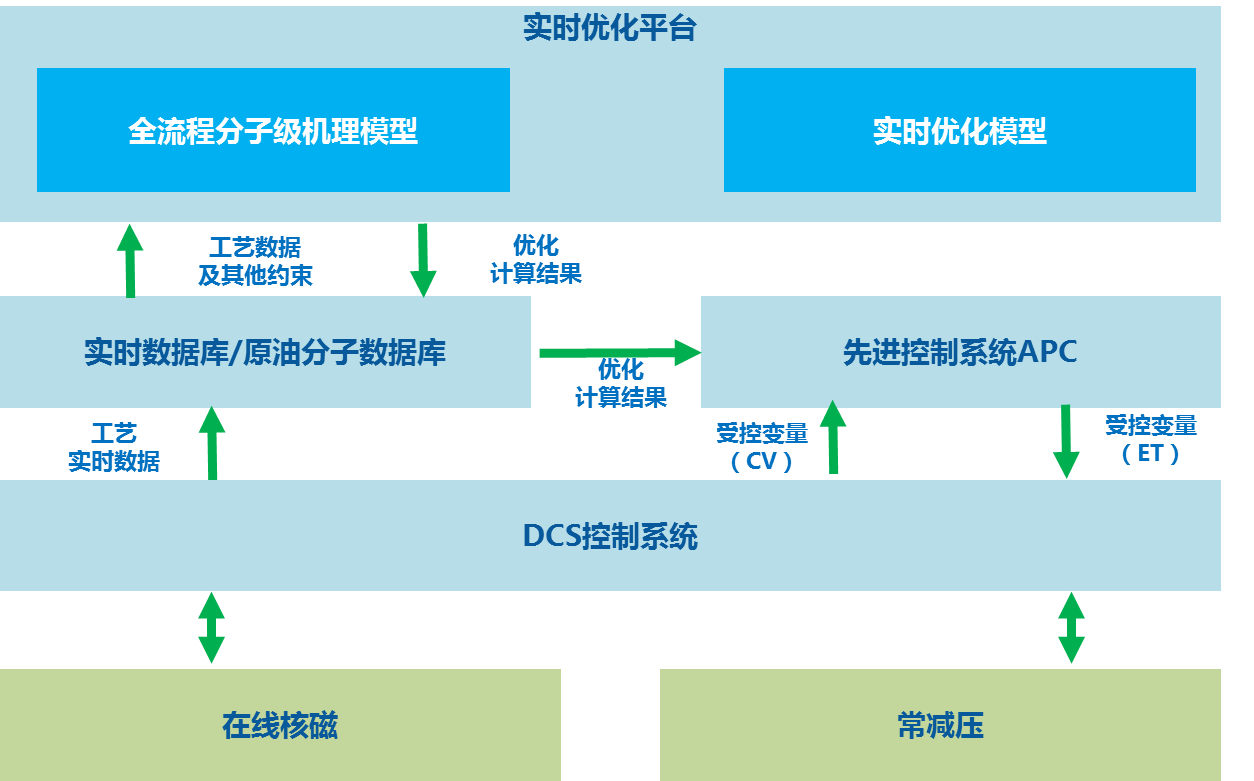 实时优化平台
全流程分子级机理模型
实时优化模型
工艺数据
及其他约束
优化
计算结果
实时数据库/原油分子数据库
优化
计算结果
先进控制系统APC
工艺
实时数据
受控变量
（CV）
受控变量
（ET）
DCS控制系统
在线核磁
常减压